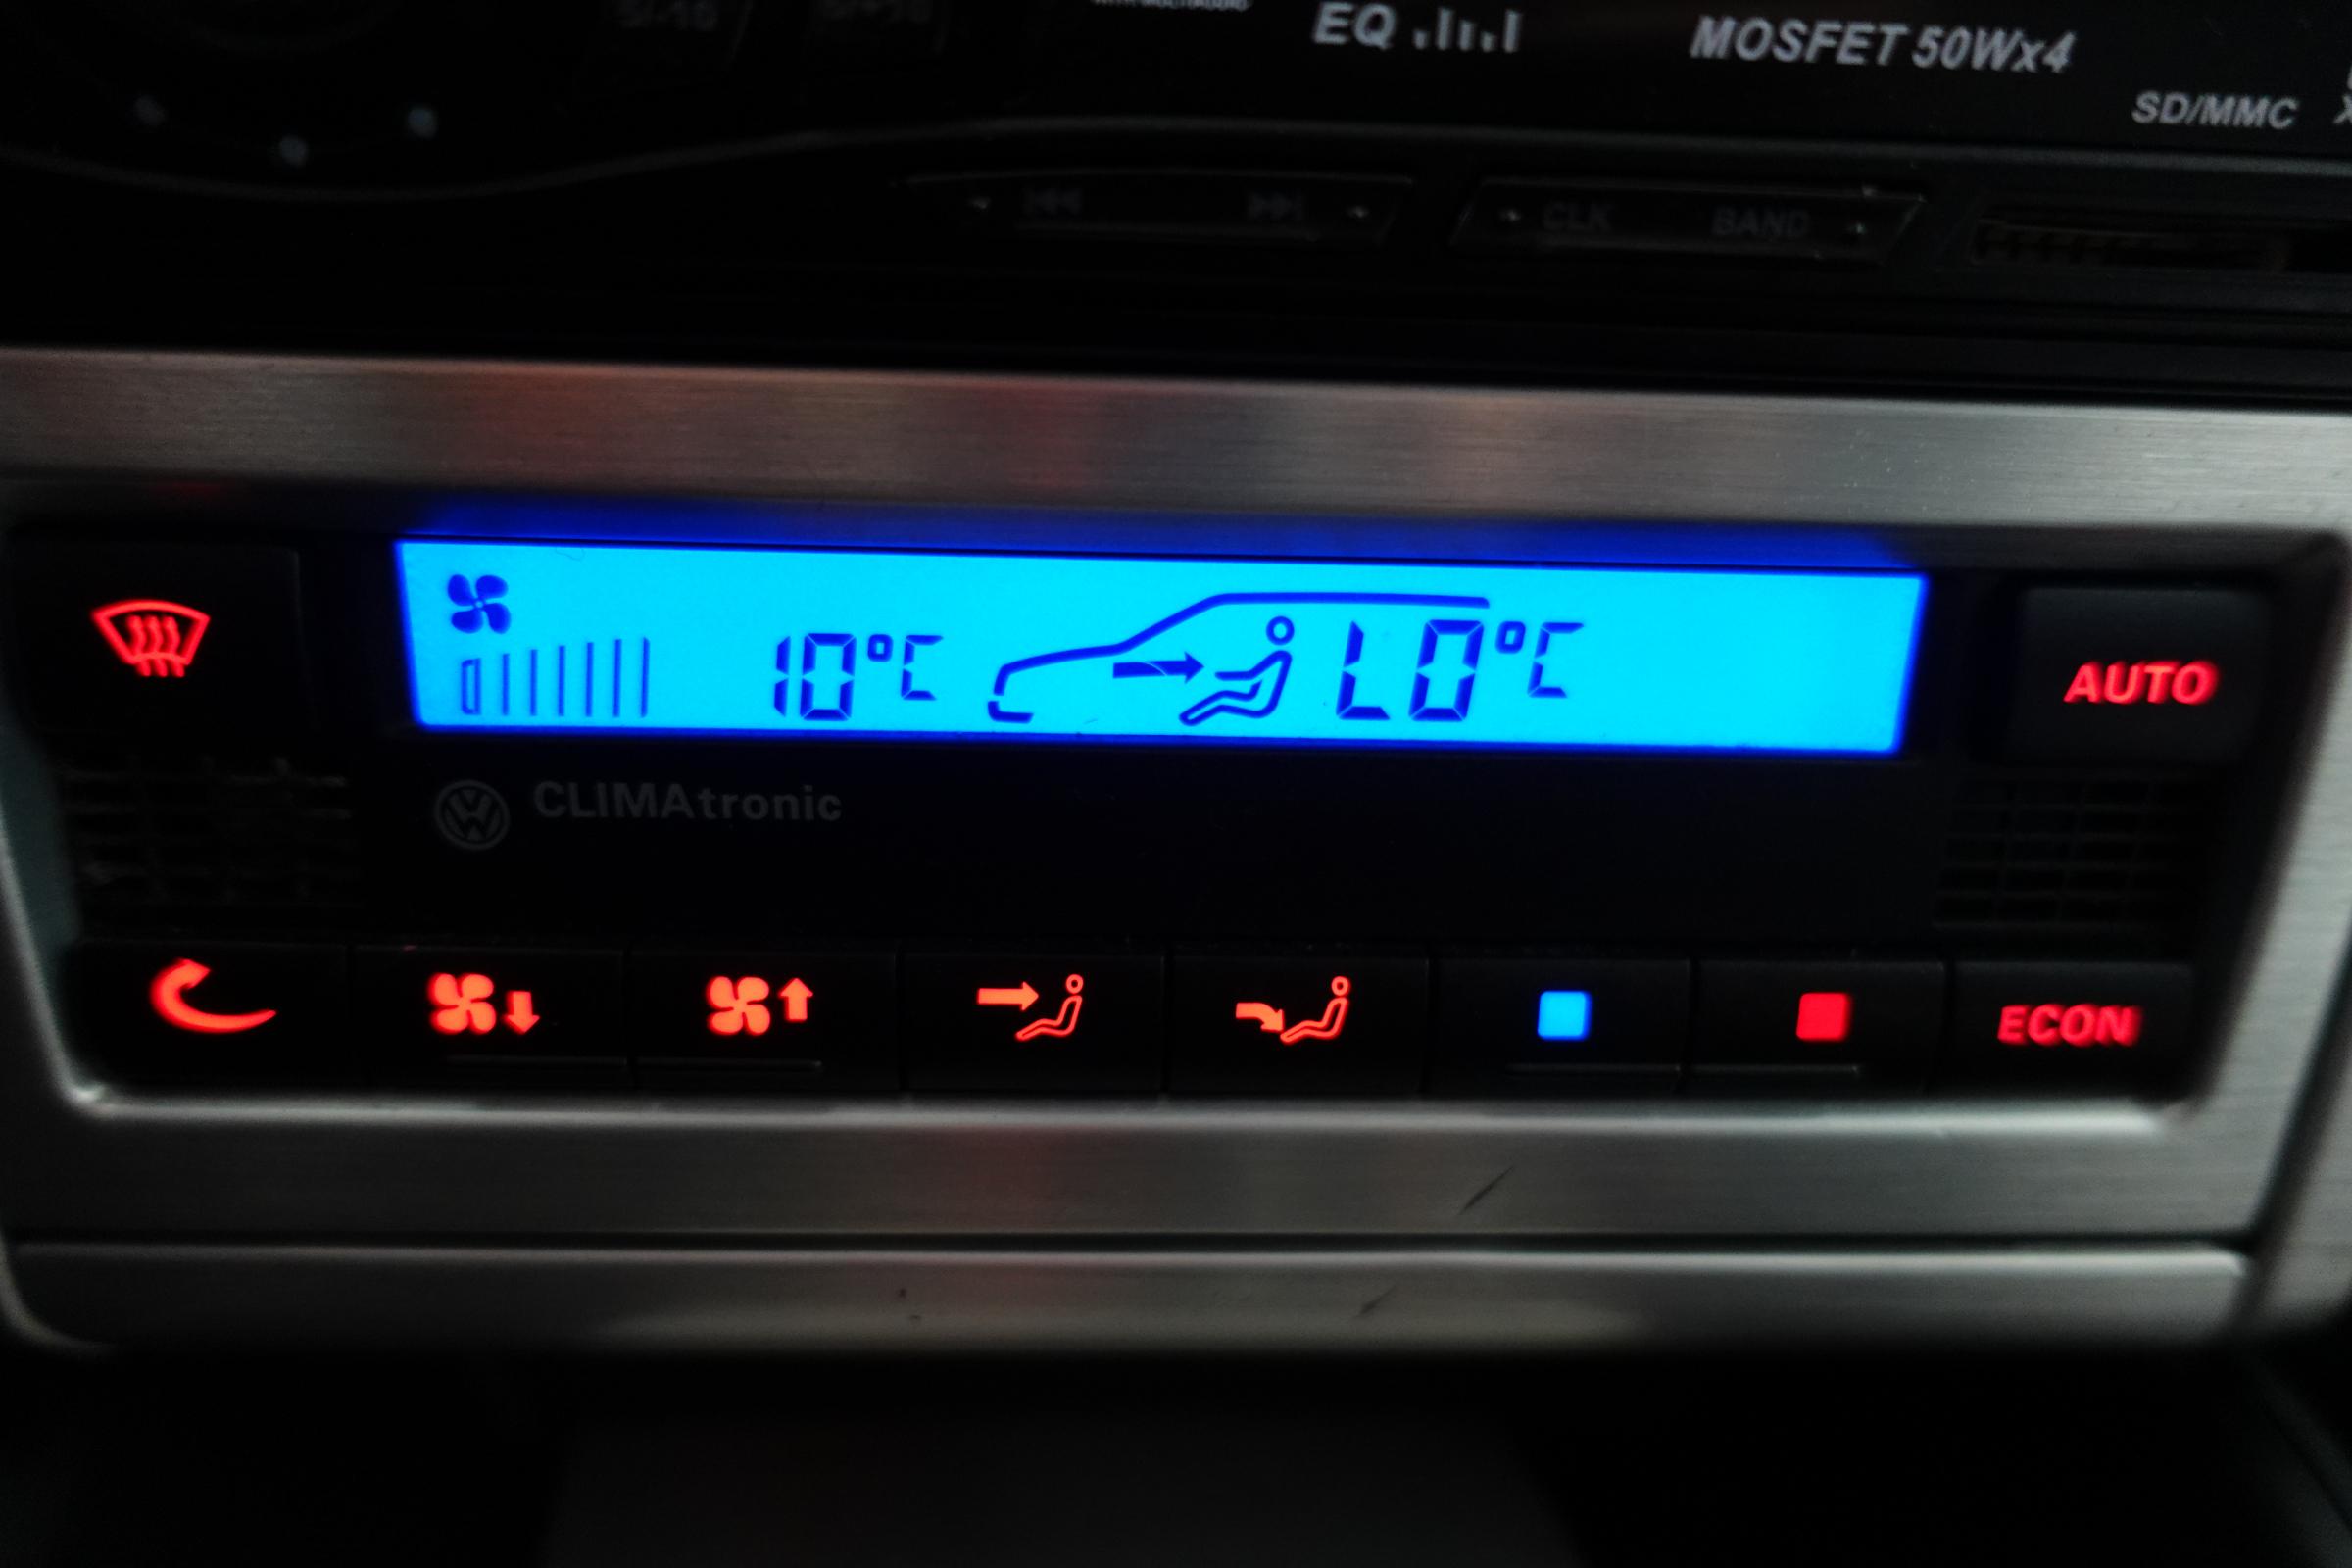 EQ
MOSFET 50Wx4
SD/MMC
CLK BAND
10°C LO°C
AUTO
CLIMAtronic
ECON